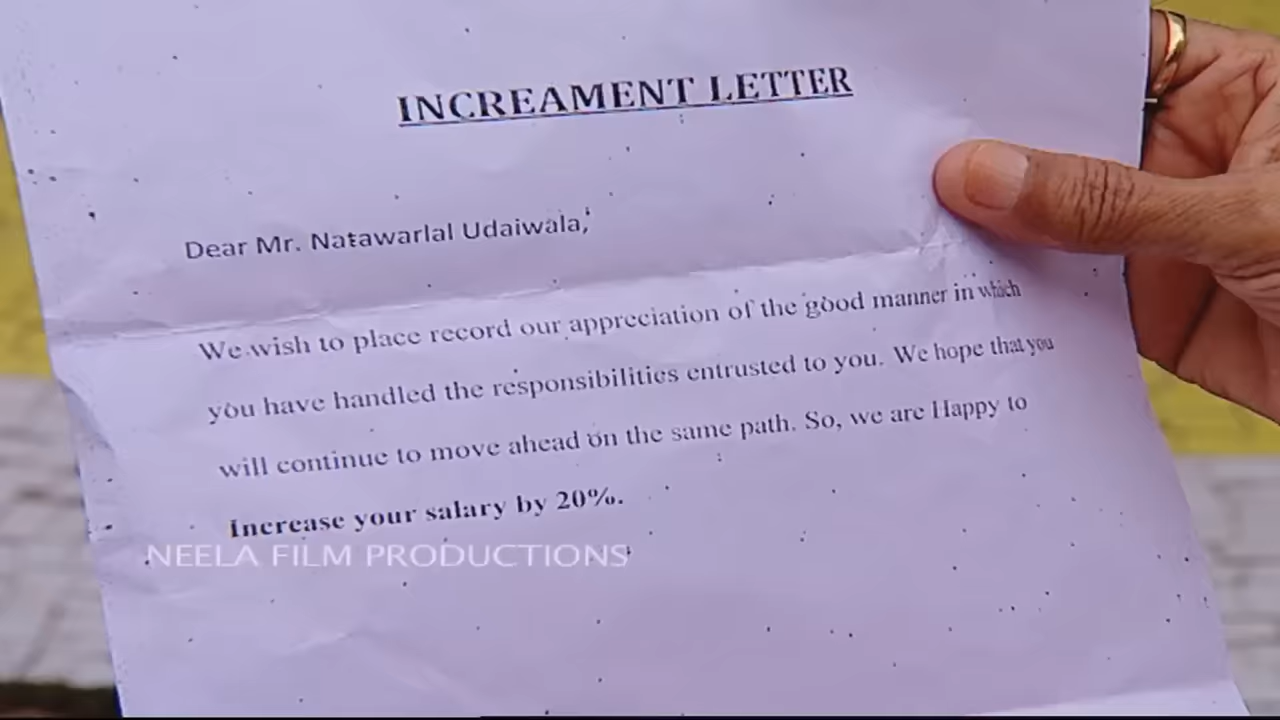 INCREAMENT LETTER
Dear Mr. Natawarlal Udaiwala,
We wish to place record our appreciation of the good manner in which
you have handled the responsibilities entrusted to you. We hope that you
will continue to move ahead on the same path. So, we are Happy to
Increase your salary by 20%.
NEELA FILM PRODUCTIONS